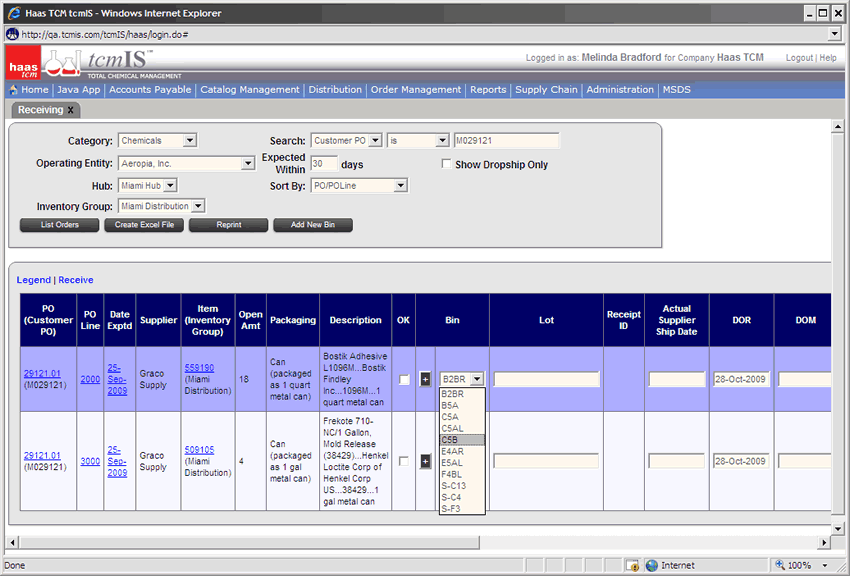 Haas TCM tcmIS - Windows Internet Explorer
http://qa.tcmis.com/tcmIS/haas/login.do#
haas tcm
tcmIS™
TOTAL CHEMICAL MANAGEMENT
Logged in as: Melinda Bradford for Company Haas TCM
Logout | Help
Home | Java App | Accounts Payable | Catalog Management | Distribution | Order Management | Reports | Supply Chain | Administration | MSDS
Receiving X
Category: Chemicals Search: Customer PO is M029121
Operating Entity: Aeropia, Inc. Expected Within 30 days Show Dropship Only
Hub: Miami Hub Sort By: PO/POLine
Inventory Group: Miami Distribution
List Orders Create Excel File Reprint Add New Bin
Legend | Receive
PO (Customer PO) PO Line Date Exptd Supplier Item (Inventory Group) Open Amt Packaging Description OK Bin Lot Receipt ID Actual Supplier Ship Date DOR DOM
29121.01 (M029121) 2000 25-Sep-2009 Graco Supply 559190 (Miami Distribution) 18 Can (packaged as 1 quart metal can) Bostik Adhesive L1096M...Bostik Findley Inc...1096M...1 quart metal can + B2BR 28-Oct-2009
B2BR
B5A
C5A
C5AL
C5B
E4AR
E5AL
F4BL
S-C13
S-C4
S-F3
29121.01 (M029121) 3000 25-Sep-2009 Graco Supply 509105 (Miami Distribution) 4 Can (packaged as 1 gal metal can) Frekote 710-NC/1 Gallon, Mold Release (38429)...Henkel Loctite Corp of Henkel Corp US...38429...1 gal metal can + 28-Oct-2009
Done Internet 100%